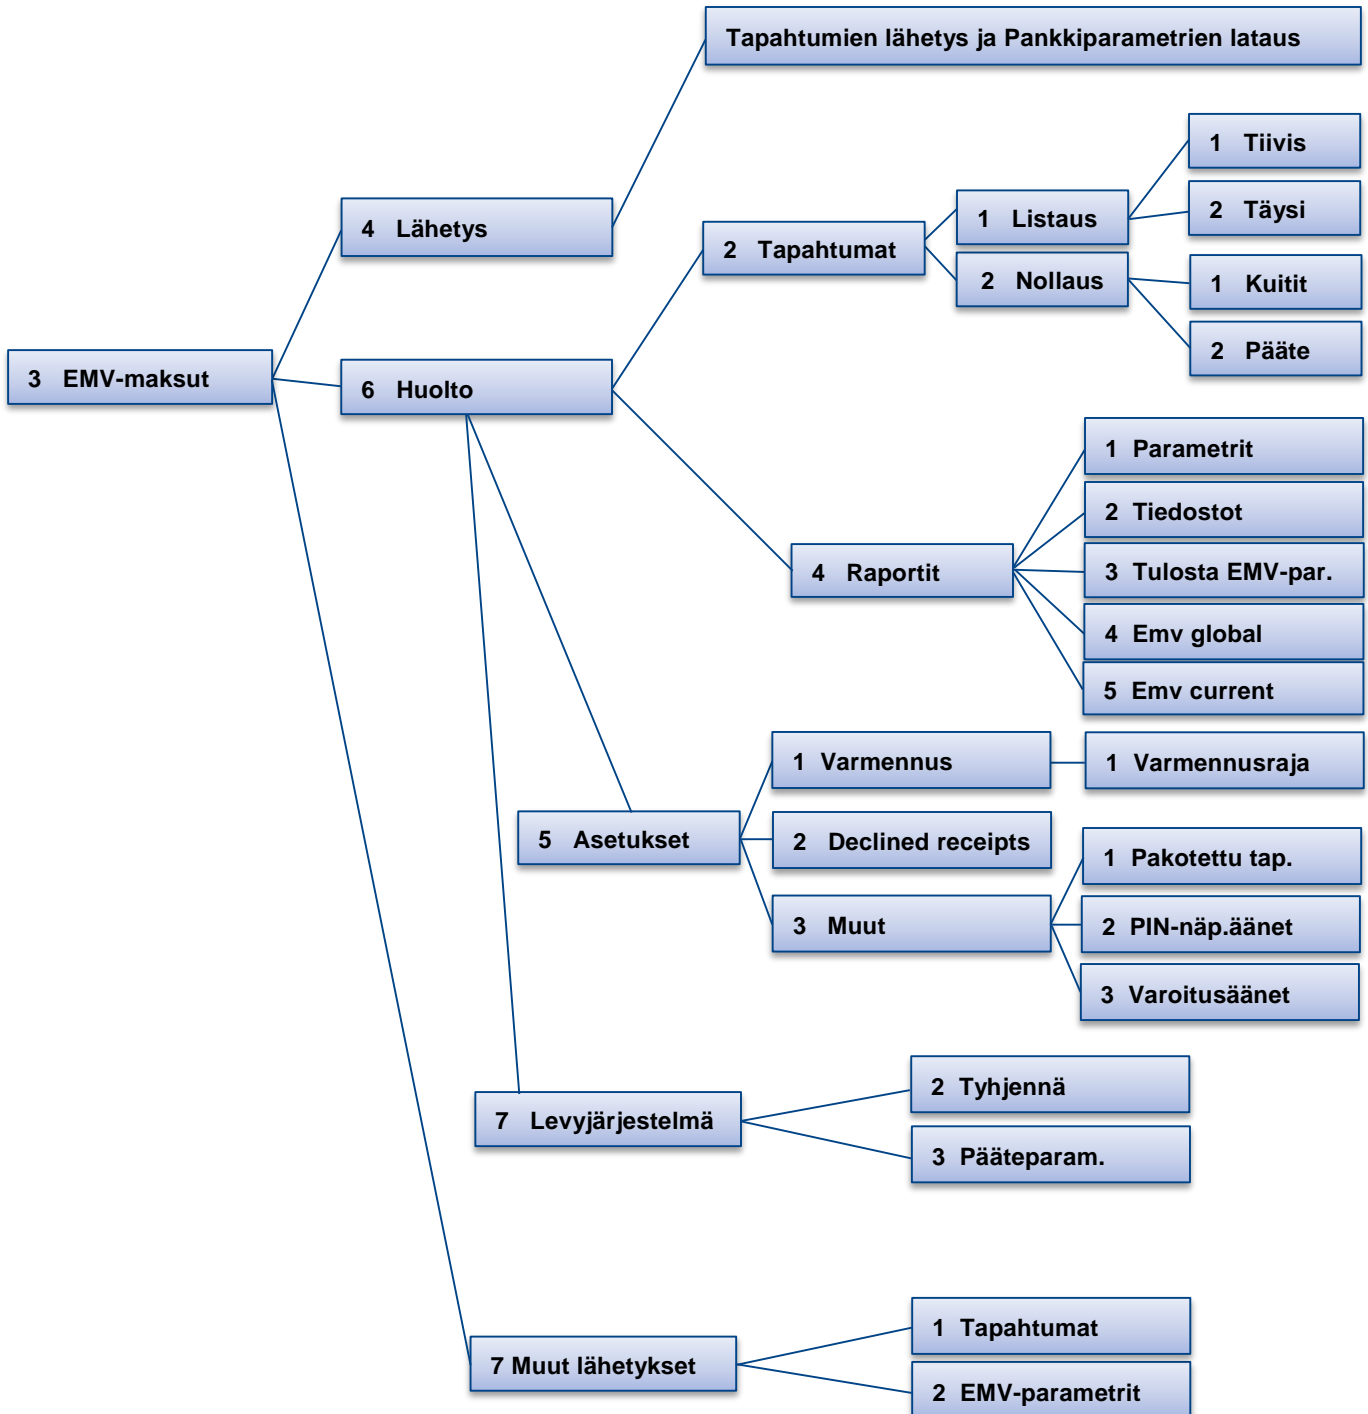 Tapahtumien lähetys ja Pankkiparametrien lataus
1 Tiivis
4 Lähetys
2 Täysi
1 Listaus
2 Tapahtumat
2 Nollaus
1 Kuitit
2 Pääte
3 EMV-maksut
6 Huolto
1 Parametrit
2 Tiedostot
4 Raportit
3 Tulosta EMV-par.
4 Emv global
5 Emv current
1 Varmennus
1 Varmennusraja
5 Asetukset
2 Declined receipts
1 Pakotettu tap.
3 Muut
2 PIN-näp.äänet
3 Varoitusäänet
2 Tyhjennä
7 Levyjärjestelmä
3 Pääteparam.
1 Tapahtumat
7 Muut lähetykset
2 EMV-parametrit